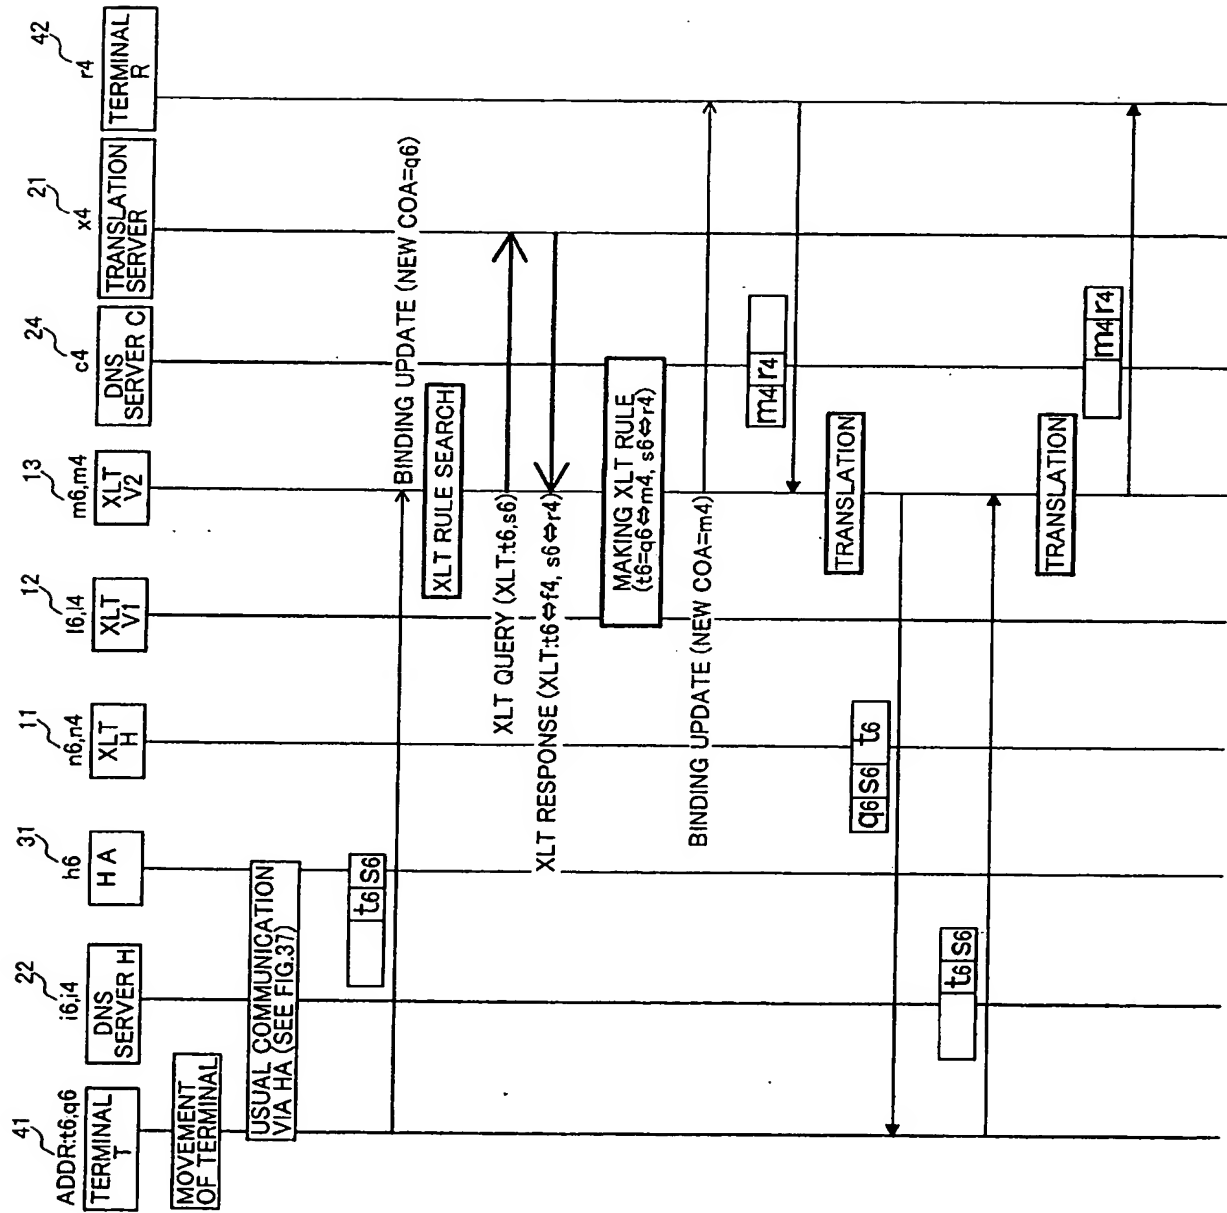 41
ADDR:t6,q6
TERMINAL
T
22
i6,i4
DNS
SERVER H
31
h6
H A
11
n6,n4
XLT
H
12
l6,l4
XLT
V1
13
m6,m4
XLT
V2
24
c4
DNS
SERVER C
21
x4
TRANSLATION
SERVER
42
r4
TERMINAL
R
MOVEMENT
OF TERMINAL
USUAL COMMUNICATION
VIA HA (SEE FIG.37)
t6 s6
BINDING UPDATE (NEW COA=q6)
XLT RULE SEARCH
XLT QUERY (XLT:t6,s6)
XLT RESPONSE (XLT:t6⇔f4, s6⇔r4)
MAKING XLT RULE
(t6=q6⇔m4, s6⇔r4)
BINDING UPDATE (NEW COA=m4)
m4 r4
TRANSLATION
q6 s6 t6
t6 s6
TRANSLATION
m4 r4